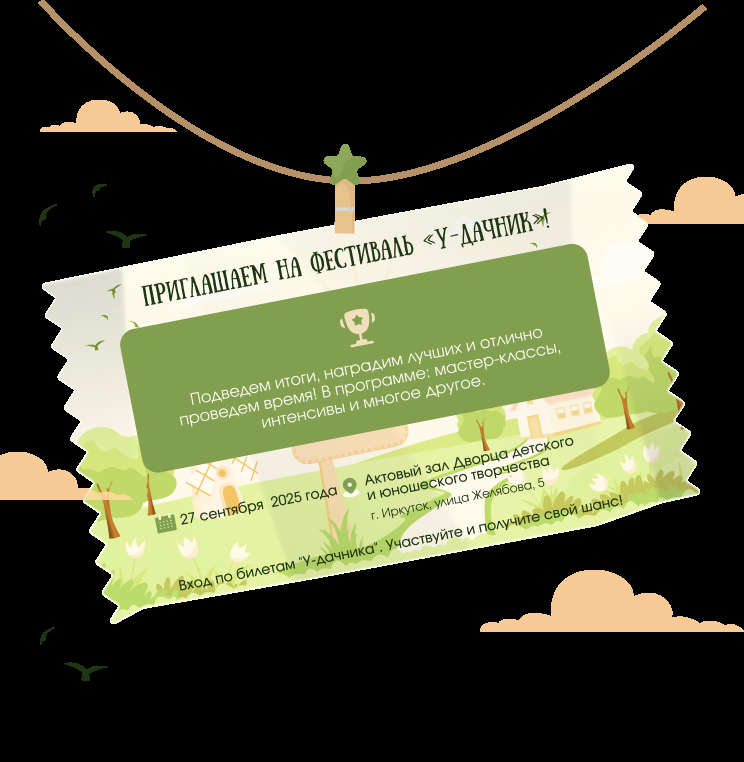 ПРИГЛАШАЕМ НА ФЕСТИВАЛЬ «У-ДАЧНИК»!
Подведем итоги, наградим лучших и отлично
проведем время! В программе: мастер-классы,
интенсивы и многое другое.
27 сентября 2025 года
Актовый зал Дворца детского
и юношеского творчества
г. Иркутск, улица Желябова, 5
Вход по билетам "У-дачника". Участвуйте и получите свой шанс!